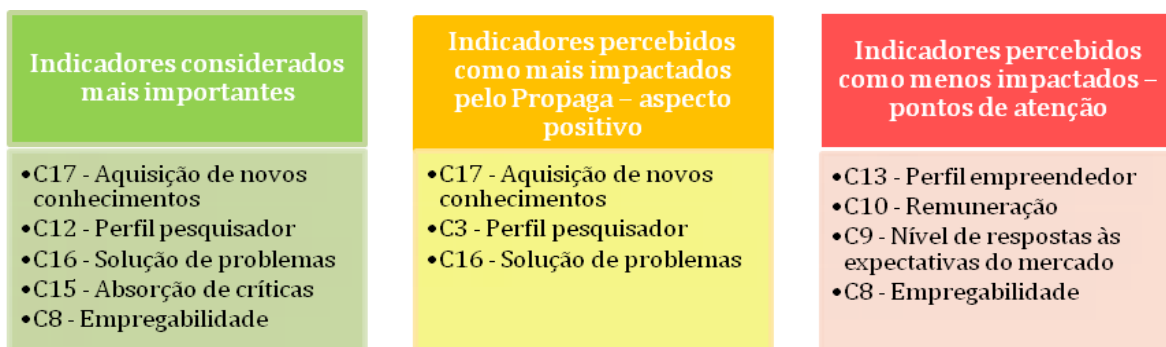 Indicadores considerados
mais importantes
•C17 - Aquisição de novos
conhecimentos
•C12 - Perfil pesquisador
•C16 - Solução de problemas
•C15 - Absorção de críticas
•C8 - Empregabilidade
Indicadores percebidos
como mais impactados
pelo Propaga – aspecto
positivo
•C17 - Aquisição de novos
conhecimentos
•C3 - Perfil pesquisador
•C16 - Solução de problemas
Indicadores percebidos
como menos impactados –
pontos de atenção
•C13 - Perfil empreendedor
•C10 - Remuneração
•C9 - Nível de respostas às
expectativas do mercado
•C8 - Empregabilidade